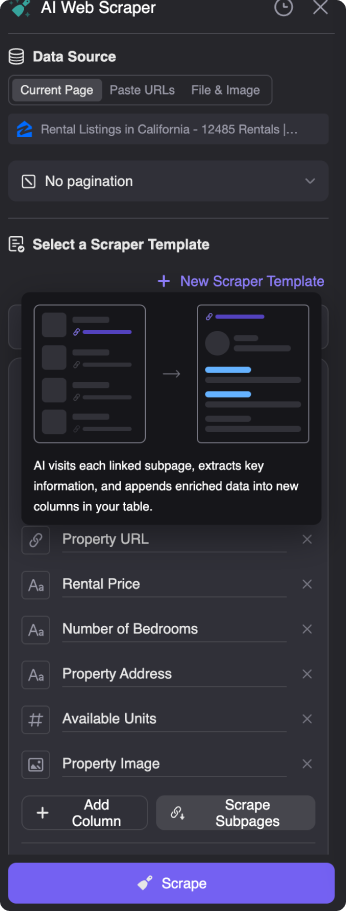 AI Web Scraper
Data Source
Current Page Paste URLs File & Image
Rental Listings in California - 12485 Rentals |...
No pagination
Select a Scraper Template
+ New Scraper Template
AI visits each linked subpage, extracts key
information, and appends enriched data into new
columns in your table.
Property URL
Aa Rental Price
Aa Number of Bedrooms
Aa Property Address
# Available Units
Property Image
+ Add
Column
Scrape
Subpages
Scrape